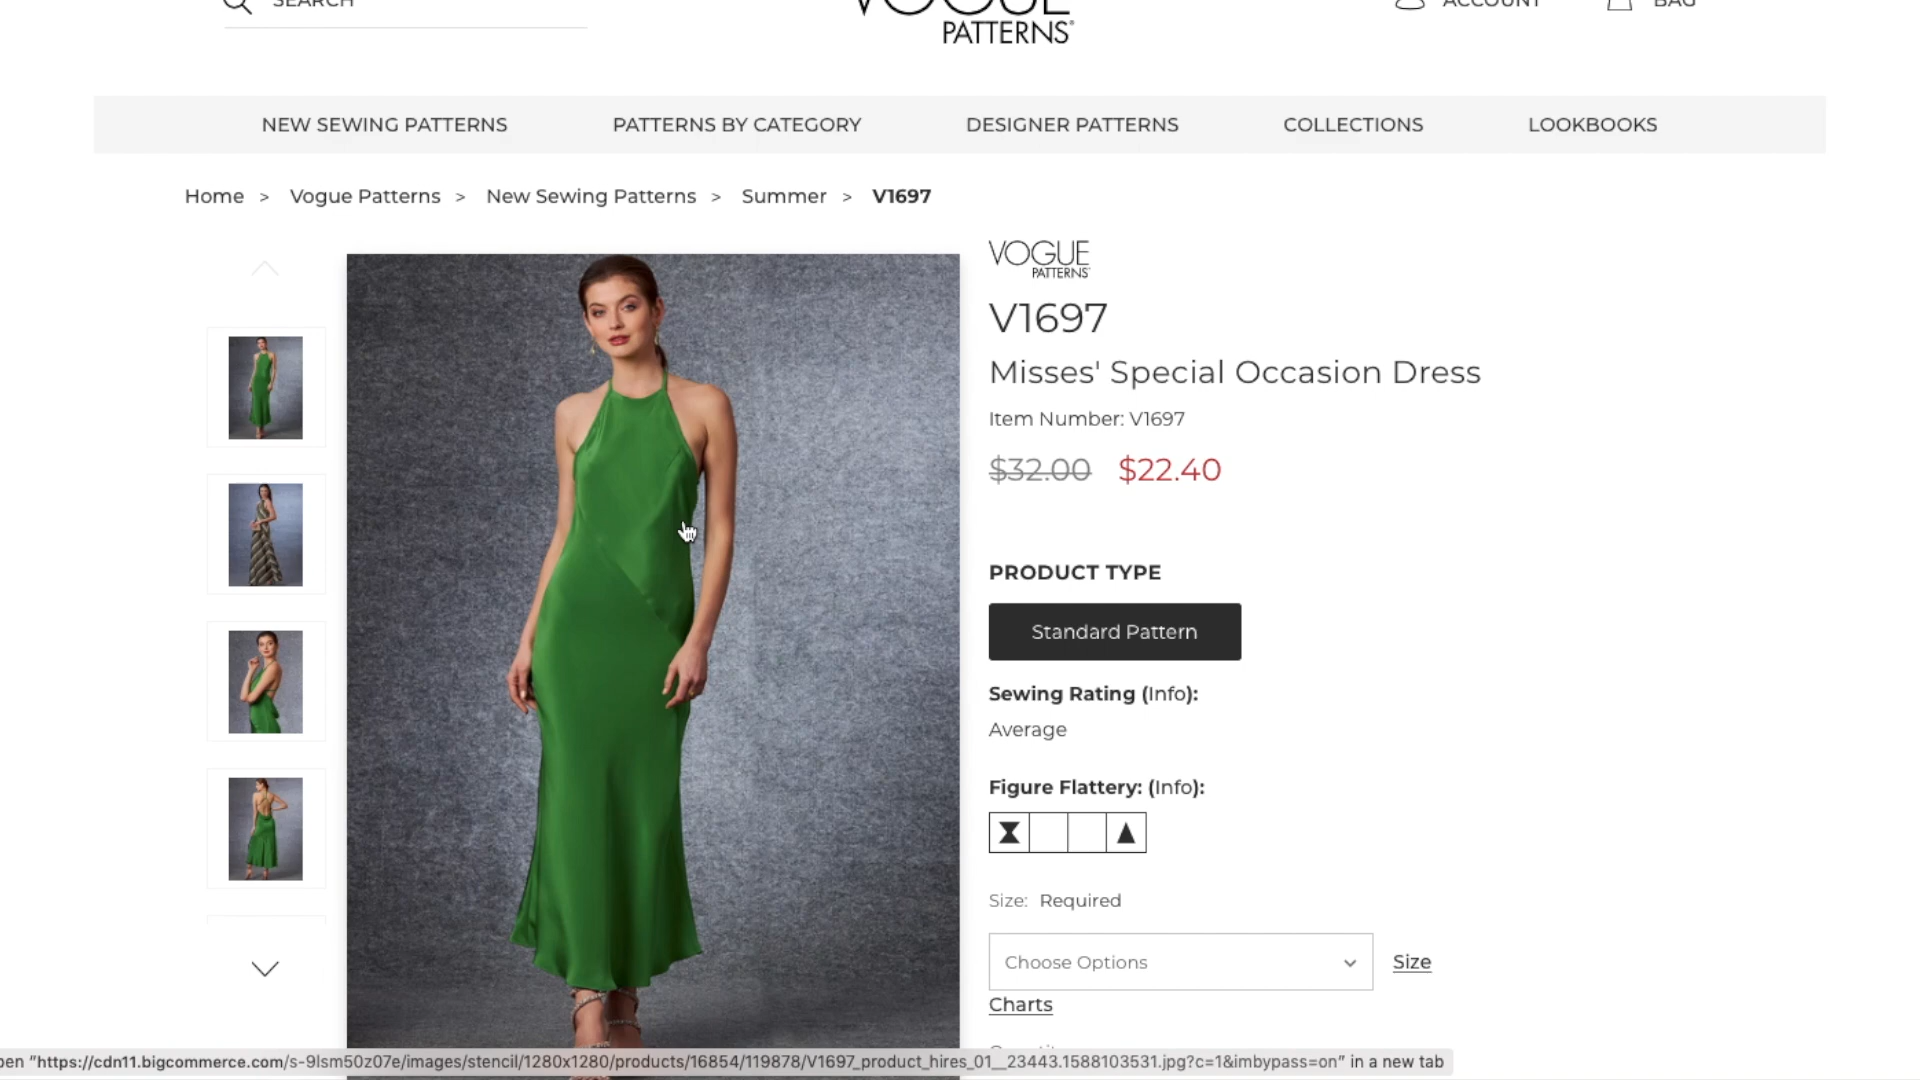 SEARCH
VOGUE
PATTERNS®
ACCOUNT
BAG
NEW SEWING PATTERNS
PATTERNS BY CATEGORY
DESIGNER PATTERNS
COLLECTIONS
LOOKBOOKS
Home > Vogue Patterns > New Sewing Patterns > Summer > V1697
VOGUE
PATTERNS®
V1697
Misses' Special Occasion Dress
Item Number: V1697
$32.00 $22.40
PRODUCT TYPE
Standard Pattern
Sewing Rating (Info):
Average
Figure Flattery: (Info):
Size: Required
Choose Options
Size
Charts
pen "https://cdn11.bigcommerce.com/s-9lsm50z07e/images/stencil/1280x1280/products/16854/119878/V1697_product_hires_01__23443.1588103531.jpg?c=1&imbypass=on" in a new tab